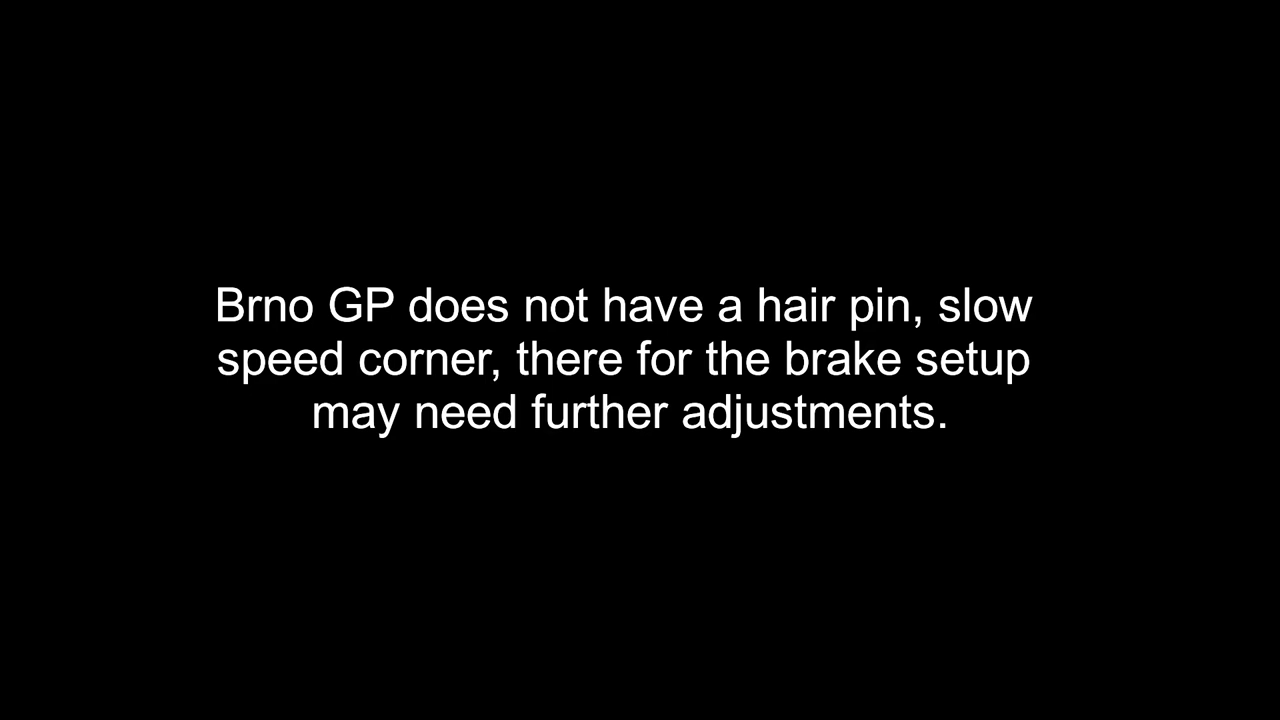 Brno GP does not have a hair pin, slow
speed corner, there for the brake setup
may need further adjustments.